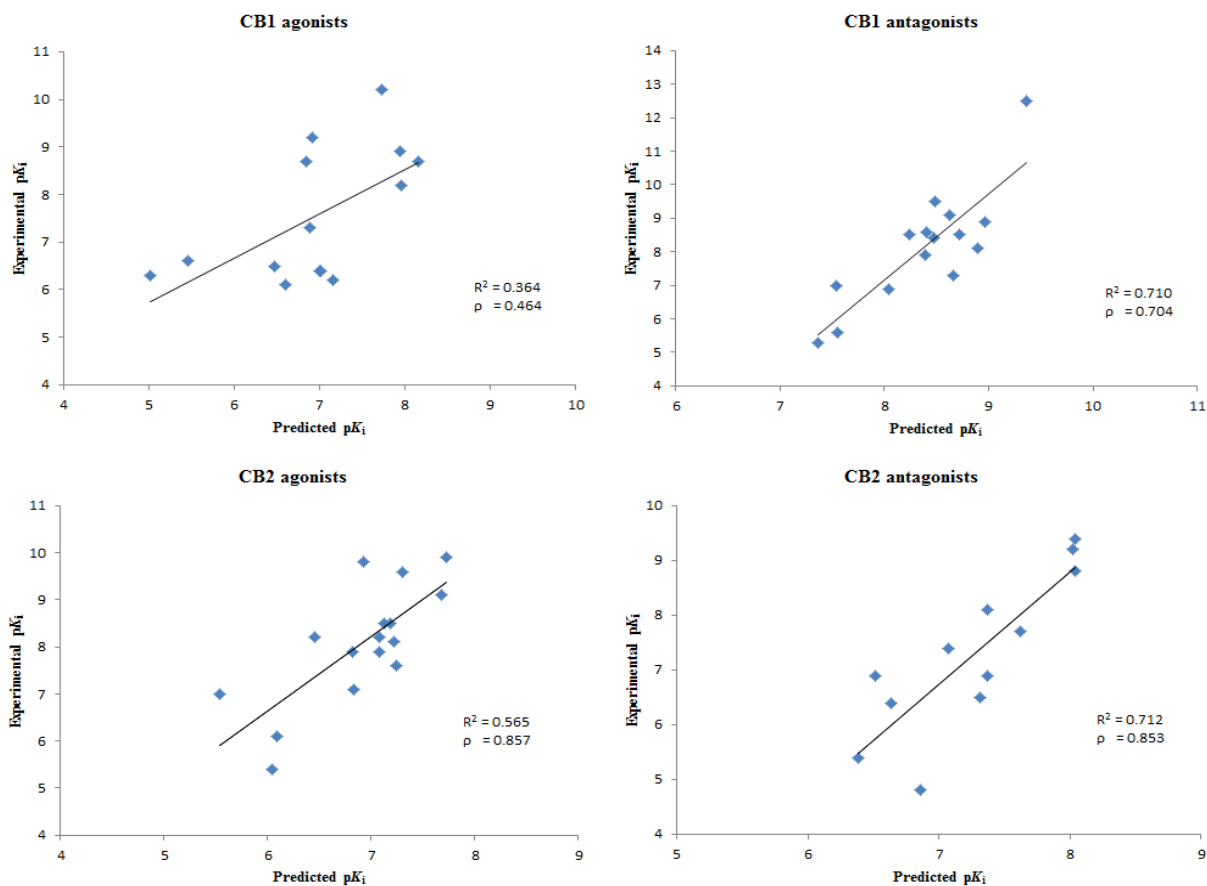 CB1 agonists
11
10
9
8
7
6
5
4
Experimental pKi
4 5 6 7 8 9 10
Predicted pKi
R² = 0.364
ρ = 0.464
CB1 antagonists
14
13
12
11
10
9
8
7
6
5
4
Experimental pKi
6 7 8 9 10 11
Predicted pKi
R² = 0.710
ρ = 0.704
CB2 agonists
11
10
9
8
7
6
5
4
Experimental pKi
4 5 6 7 8 9
Predicted pKi
R² = 0.565
ρ = 0.857
CB2 antagonists
10
9
8
7
6
5
4
Experimental pKi
5 6 7 8 9
Predicted pKi
R² = 0.712
ρ = 0.853